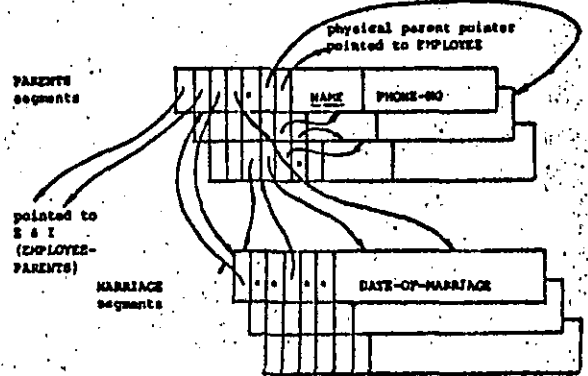 physical parent pointer
pointed to EMPLOYEE
PARENTS
segments
NAME PHONE-NO
pointed to
E & I
(EMPLOYEE-
PARENTS)
MARRIAGE
segments
DATE-OF-MARRIAGE